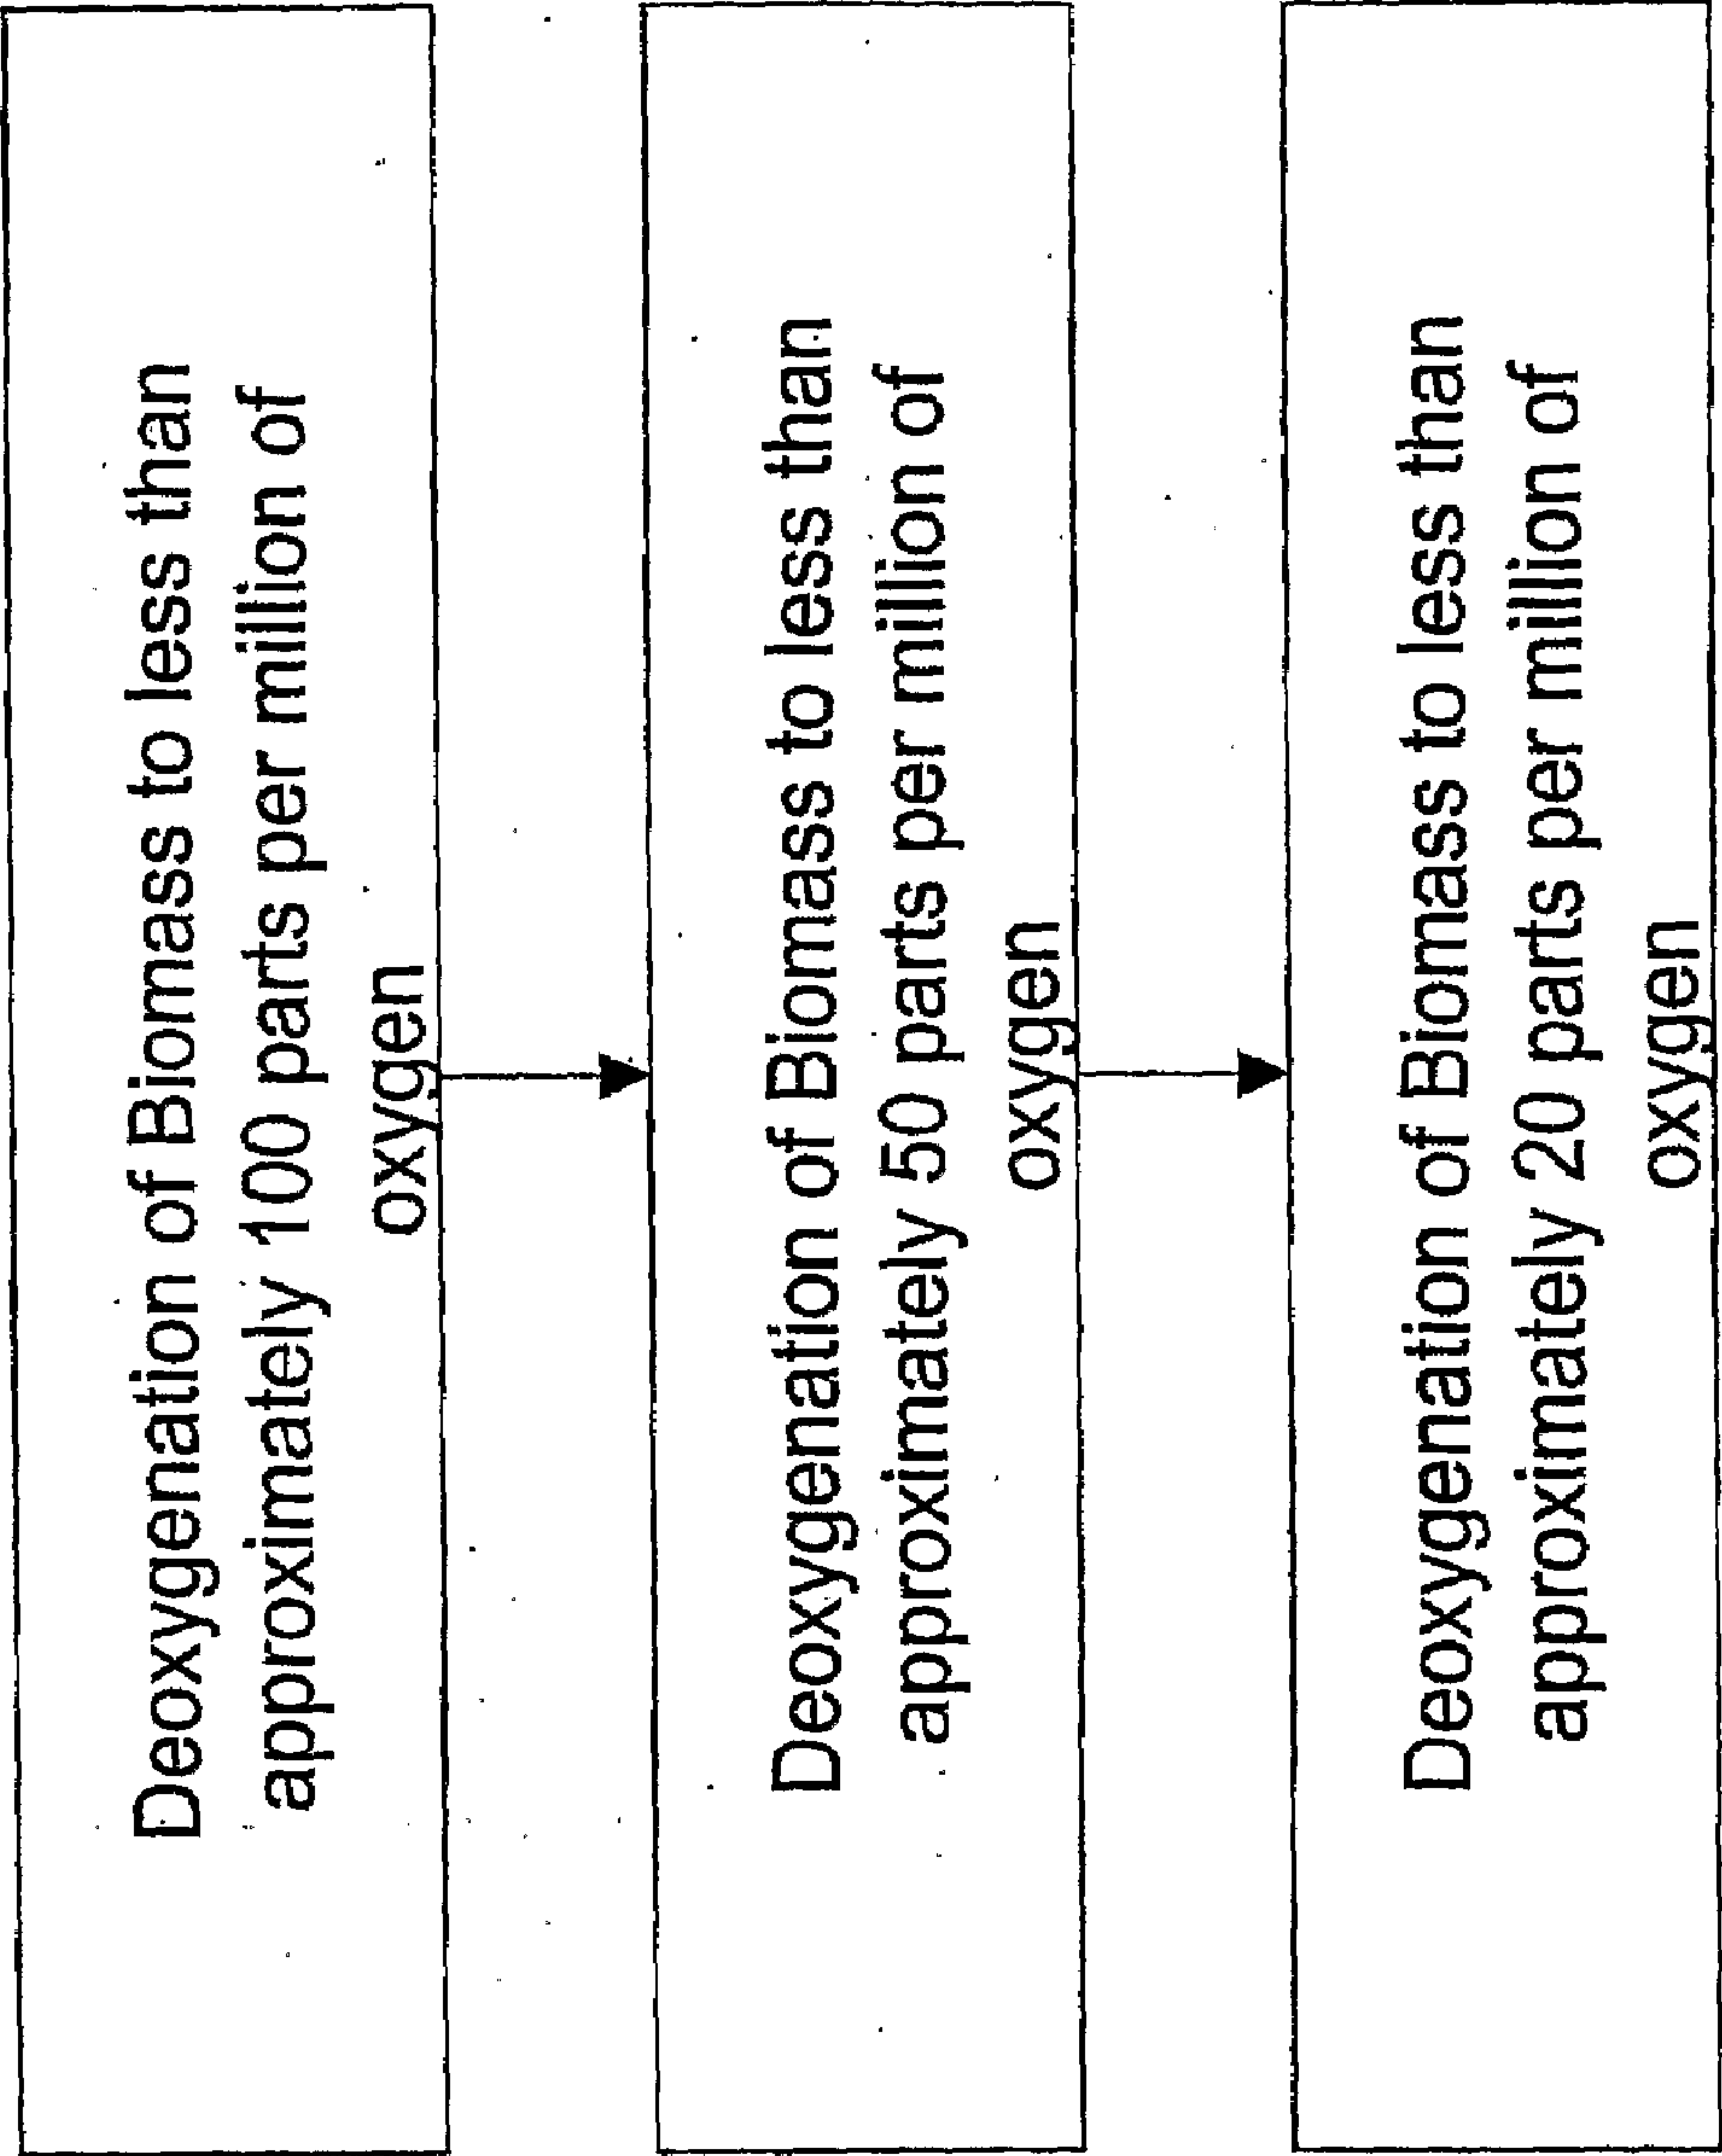 Deoxygenation of Biomass to less than
approximately 100 parts per million of
oxygen
Deoxygenation of Biomass to less than
approximately 50 parts per million of
oxygen
Deoxygenation of Biomass to less than
approximately 20 parts per million of
oxygen